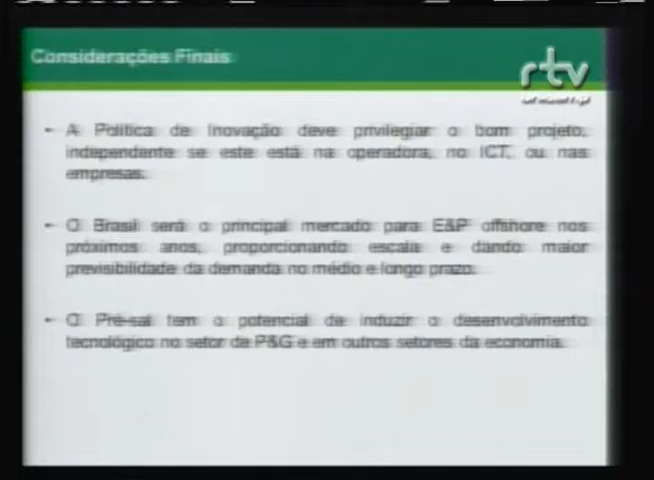 Considerações Finais
rtv
unicamp
- A Política de Inovação deve privilegiar o bom projeto,
independente se este está na operadora, no ICT, ou nas
empresas.
- O Brasil será o principal mercado para E&P offshore nos
próximos anos, proporcionando escala e dando maior
previsibilidade da demanda no médio e longo prazo.
- O Pré-sal tem o potencial de induzir o desenvolvimento
tecnológico no setor de P&G e em outros setores da economia.